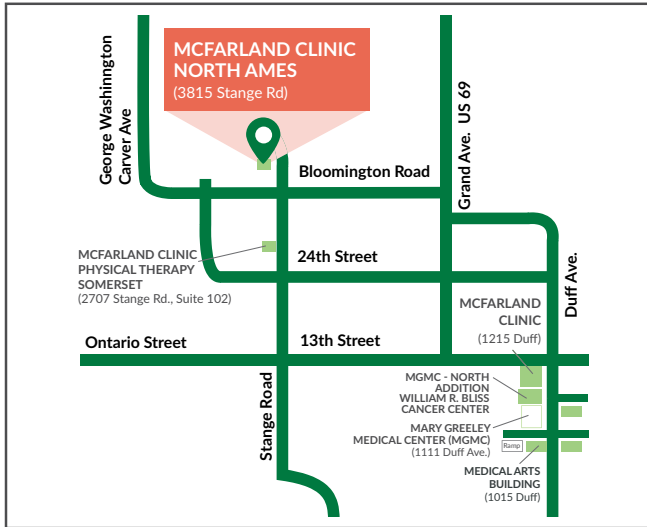 MCFARLAND CLINIC
NORTH AMES
(3815 Stange Rd)
George Washinngton
Carver Ave
Grand Ave. US 69
Bloomington Road
MCFARLAND CLINIC
PHYSICAL THERAPY
SOMERSET
(2707 Stange Rd., Suite 102)
24th Street
Duff Ave.
MCFARLAND
CLINIC
(1215 Duff)
Ontario Street
13th Street
Stange Road
MGMC - NORTH
ADDITION
WILLIAM R. BLISS
CANCER CENTER
MARY GREELEY
MEDICAL CENTER (MGMC)
(1111 Duff Ave.)
Ramp
MEDICAL ARTS
BUILDING
(1015 Duff)